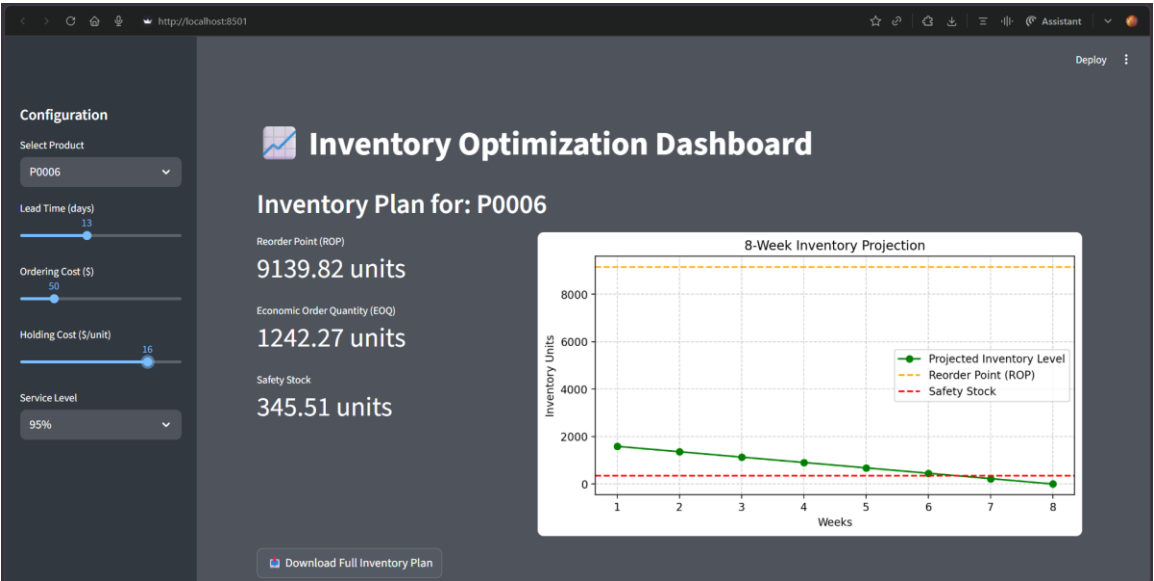 http://localhost:8501
Assistant
Deploy
Configuration
Select Product
P0006
Lead Time (days)
13
Ordering Cost ($)
50
Holding Cost ($/unit)
16
Service Level
95%
Inventory Optimization Dashboard
Inventory Plan for: P0006
Reorder Point (ROP)
9139.82 units
Economic Order Quantity (EOQ)
1242.27 units
Safety Stock
345.51 units
8-Week Inventory Projection
Inventory Units
8000
6000
4000
2000
0
Projected Inventory Level
Reorder Point (ROP)
Safety Stock
1 2 3 4 5 6 7 8
Weeks
Download Full Inventory Plan